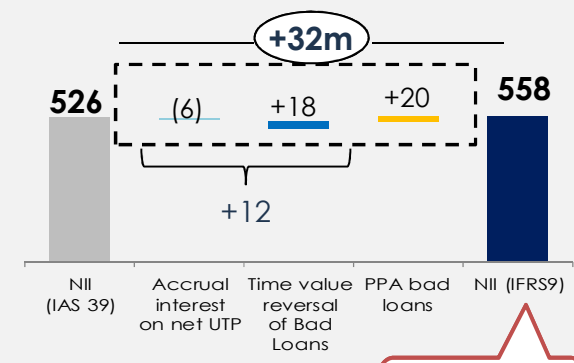 +32m
526
(6)
+18
+20
558
+12
NII
(IAS 39)
Accrual
interest
on net UTP
Time value
reversal
of Bad
Loans
PPA bad
loans
NII (IFRS9)